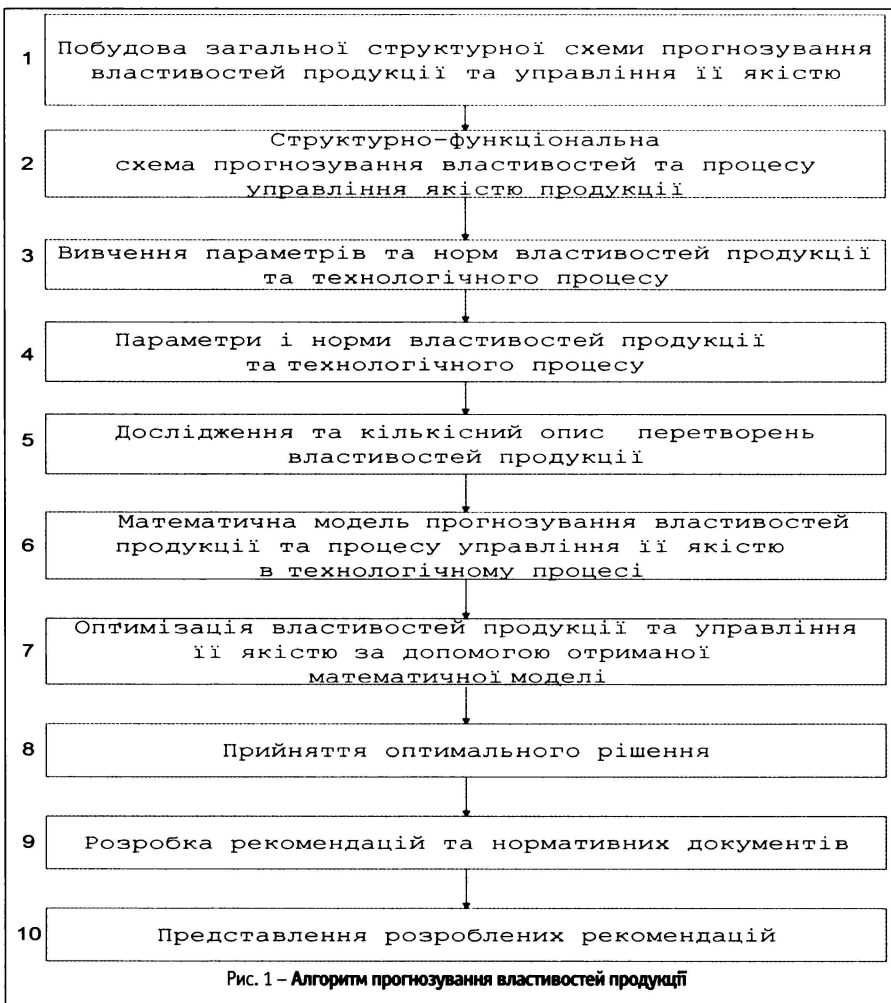 1 Побудова загальної структурної схеми прогнозування
властивостей продукції та управління її якістю
Структурно-функціональна
2 схема прогнозування властивостей та процесу
управління якістю продукції
3 Вивчення параметрів та норм властивостей продукції
та технологічного процесу
4 Параметри і норми властивостей продукції
та технологічного процесу
5 Дослідження та кількісний опис перетворень
властивостей продукції
Математична модель прогнозування властивостей
6 продукції та процесу управління її якістю
в технологічному процесі
Оптимізація властивостей продукції та управління
7 її якістю за допомогою отриманої
математичної моделі
8 Прийняття оптимального рішення
9 Розробка рекомендацій та нормативних документів
10 Представлення розроблених рекомендацій
Рис. 1 – Алгоритм прогнозування властивостей продукції